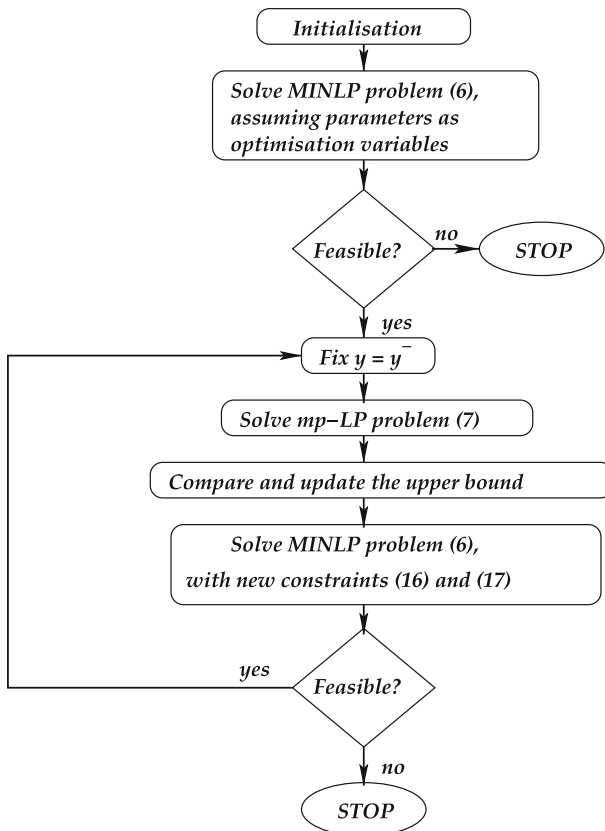 Initialisation
Solve MINLP problem (6),
assuming parameters as
optimisation variables
Feasible?
no
STOP
yes
Fix y = y¯
Solve mp−LP problem (7)
Compare and update the upper bound
Solve MINLP problem (6),
with new constraints (16) and (17)
yes
Feasible?
no
STOP